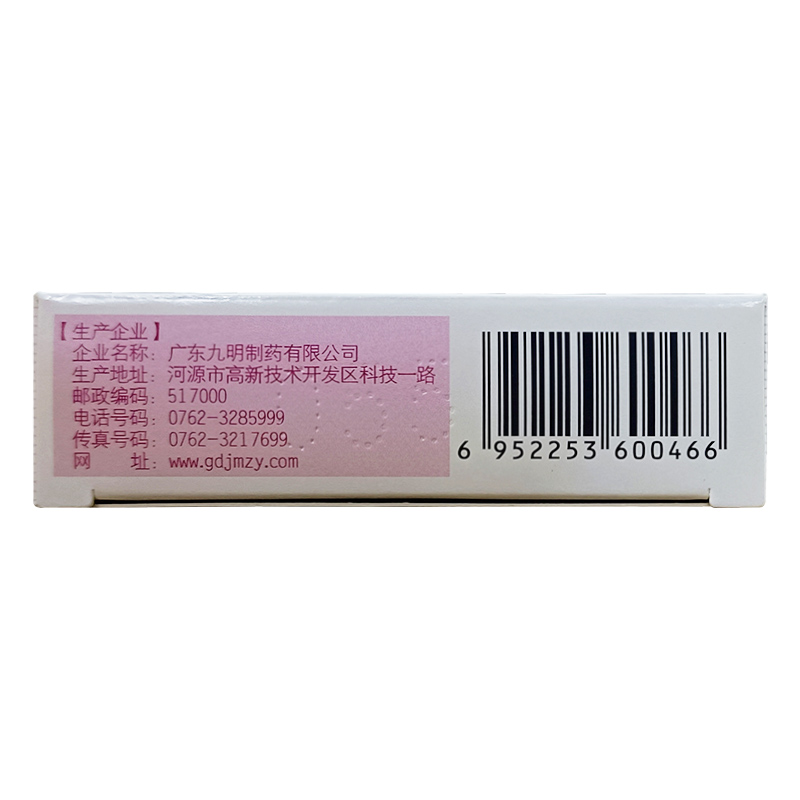 【生产企业】
企业名称：广东九明制药有限公司
生产地址：河源市高新技术开发区科技一路
邮政编码：517000
电话号码：0762-3285999
传真号码：0762-3217699
网　　址：www.gdjmzy.com
6 952253 600466